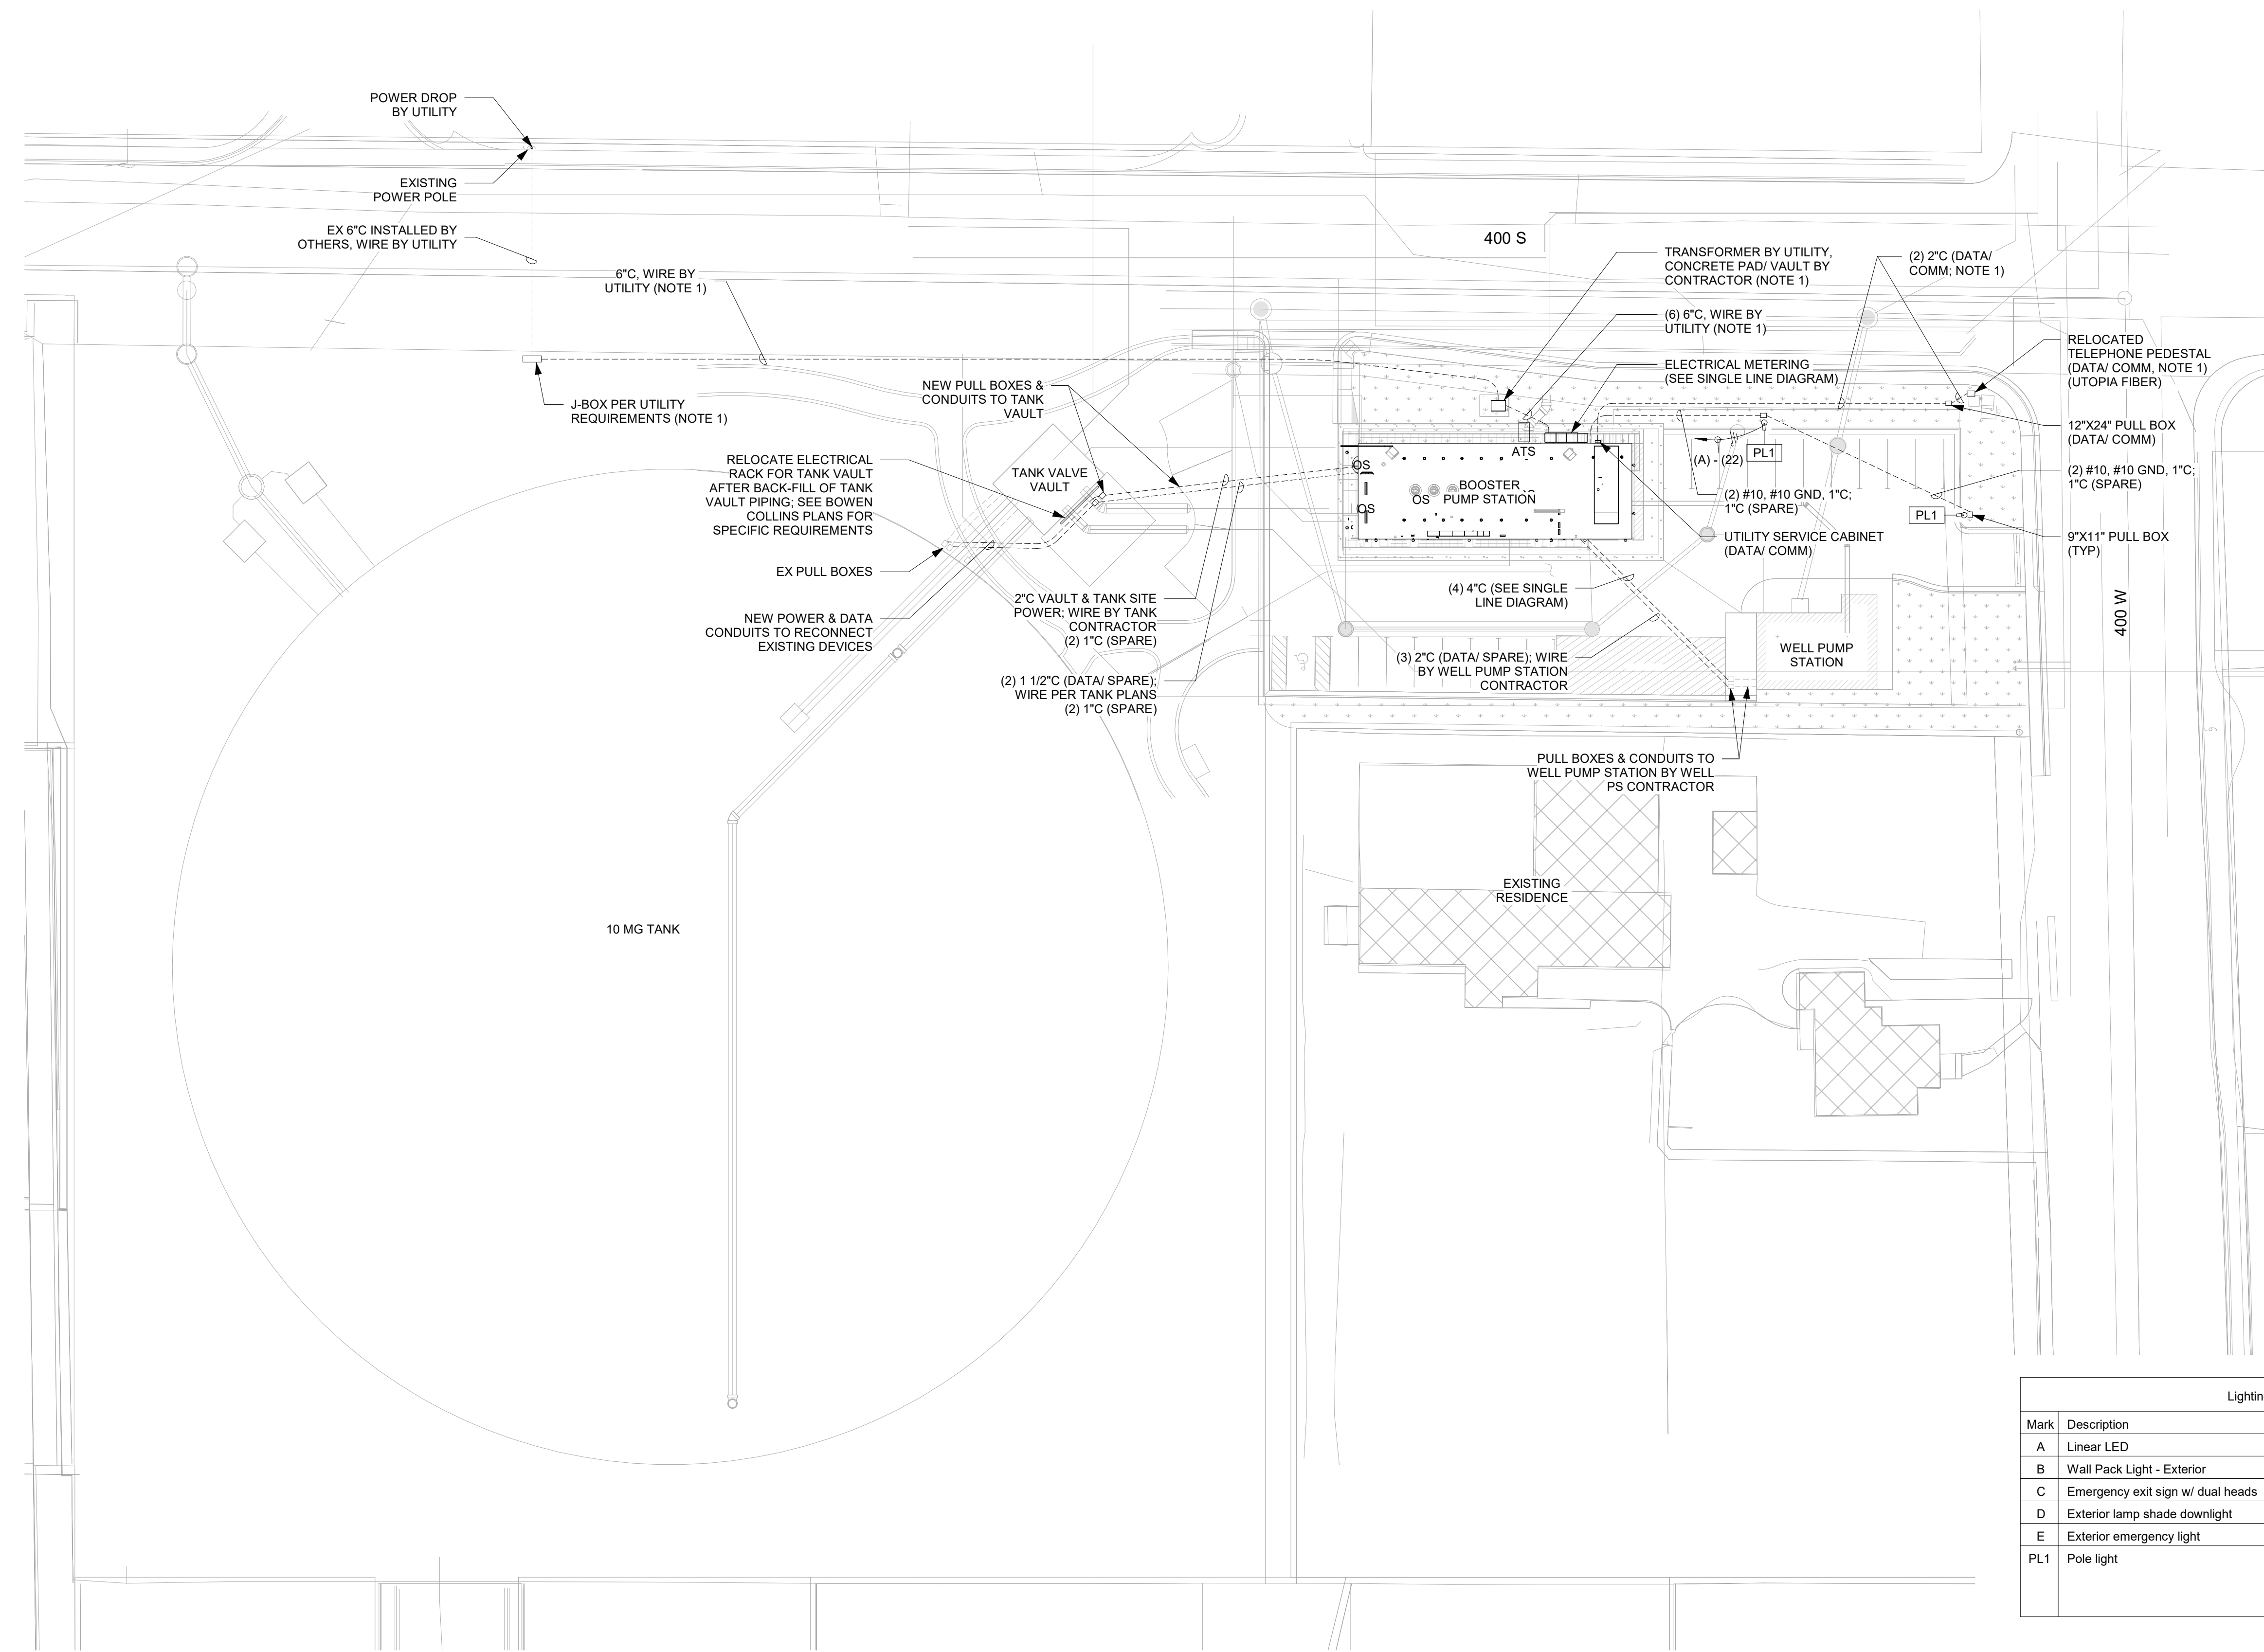 POWER DROP
BY UTILITY
EXISTING
POWER POLE
EX 6"C INSTALLED BY
OTHERS, WIRE BY UTILITY
6"C, WIRE BY
UTILITY (NOTE 1)
J-BOX PER UTILITY
REQUIREMENTS (NOTE 1)
400 S
TRANSFORMER BY UTILITY,
CONCRETE PAD/ VAULT BY
CONTRACTOR (NOTE 1)
(2) 2"C (DATA/
COMM; NOTE 1)
(6) 6"C, WIRE BY
UTILITY (NOTE 1)
ELECTRICAL METERING
(SEE SINGLE LINE DIAGRAM)
RELOCATED
TELEPHONE PEDESTAL
(DATA/ COMM, NOTE 1)
(UTOPIA FIBER)
12"X24" PULL BOX
(DATA/ COMM)
(2) #10, #10 GND, 1"C;
1"C (SPARE)
9"X11" PULL BOX
(TYP)
400 W
NEW PULL BOXES &
CONDUITS TO TANK
VAULT
RELOCATE ELECTRICAL
RACK FOR TANK VAULT
AFTER BACK-FILL OF TANK
VAULT PIPING; SEE BOWEN
COLLINS PLANS FOR
SPECIFIC REQUIREMENTS
TANK VALVE
VAULT
EX PULL BOXES
NEW POWER & DATA
CONDUITS TO RECONNECT
EXISTING DEVICES
2"C VAULT & TANK SITE
POWER; WIRE BY TANK
CONTRACTOR
(2) 1"C (SPARE)
(2) 1 1/2"C (DATA/ SPARE);
WIRE PER TANK PLANS
(2) 1"C (SPARE)
ATS
OS
OS
OS
BOOSTER
PUMP STATION
(A) - (22)
PL1
PL1
(2) #10, #10 GND, 1"C;
1"C (SPARE)
UTILITY SERVICE CABINET
(DATA/ COMM)
(4) 4"C (SEE SINGLE
LINE DIAGRAM)
(3) 2"C (DATA/ SPARE); WIRE
BY WELL PUMP STATION
CONTRACTOR
WELL PUMP
STATION
PULL BOXES & CONDUITS TO
WELL PUMP STATION BY WELL
PS CONTRACTOR
EXISTING
RESIDENCE
10 MG TANK
Mark Description
A Linear LED
B Wall Pack Light - Exterior
C Emergency exit sign w/ dual heads
D Exterior lamp shade downlight
E Exterior emergency light
PL1 Pole light